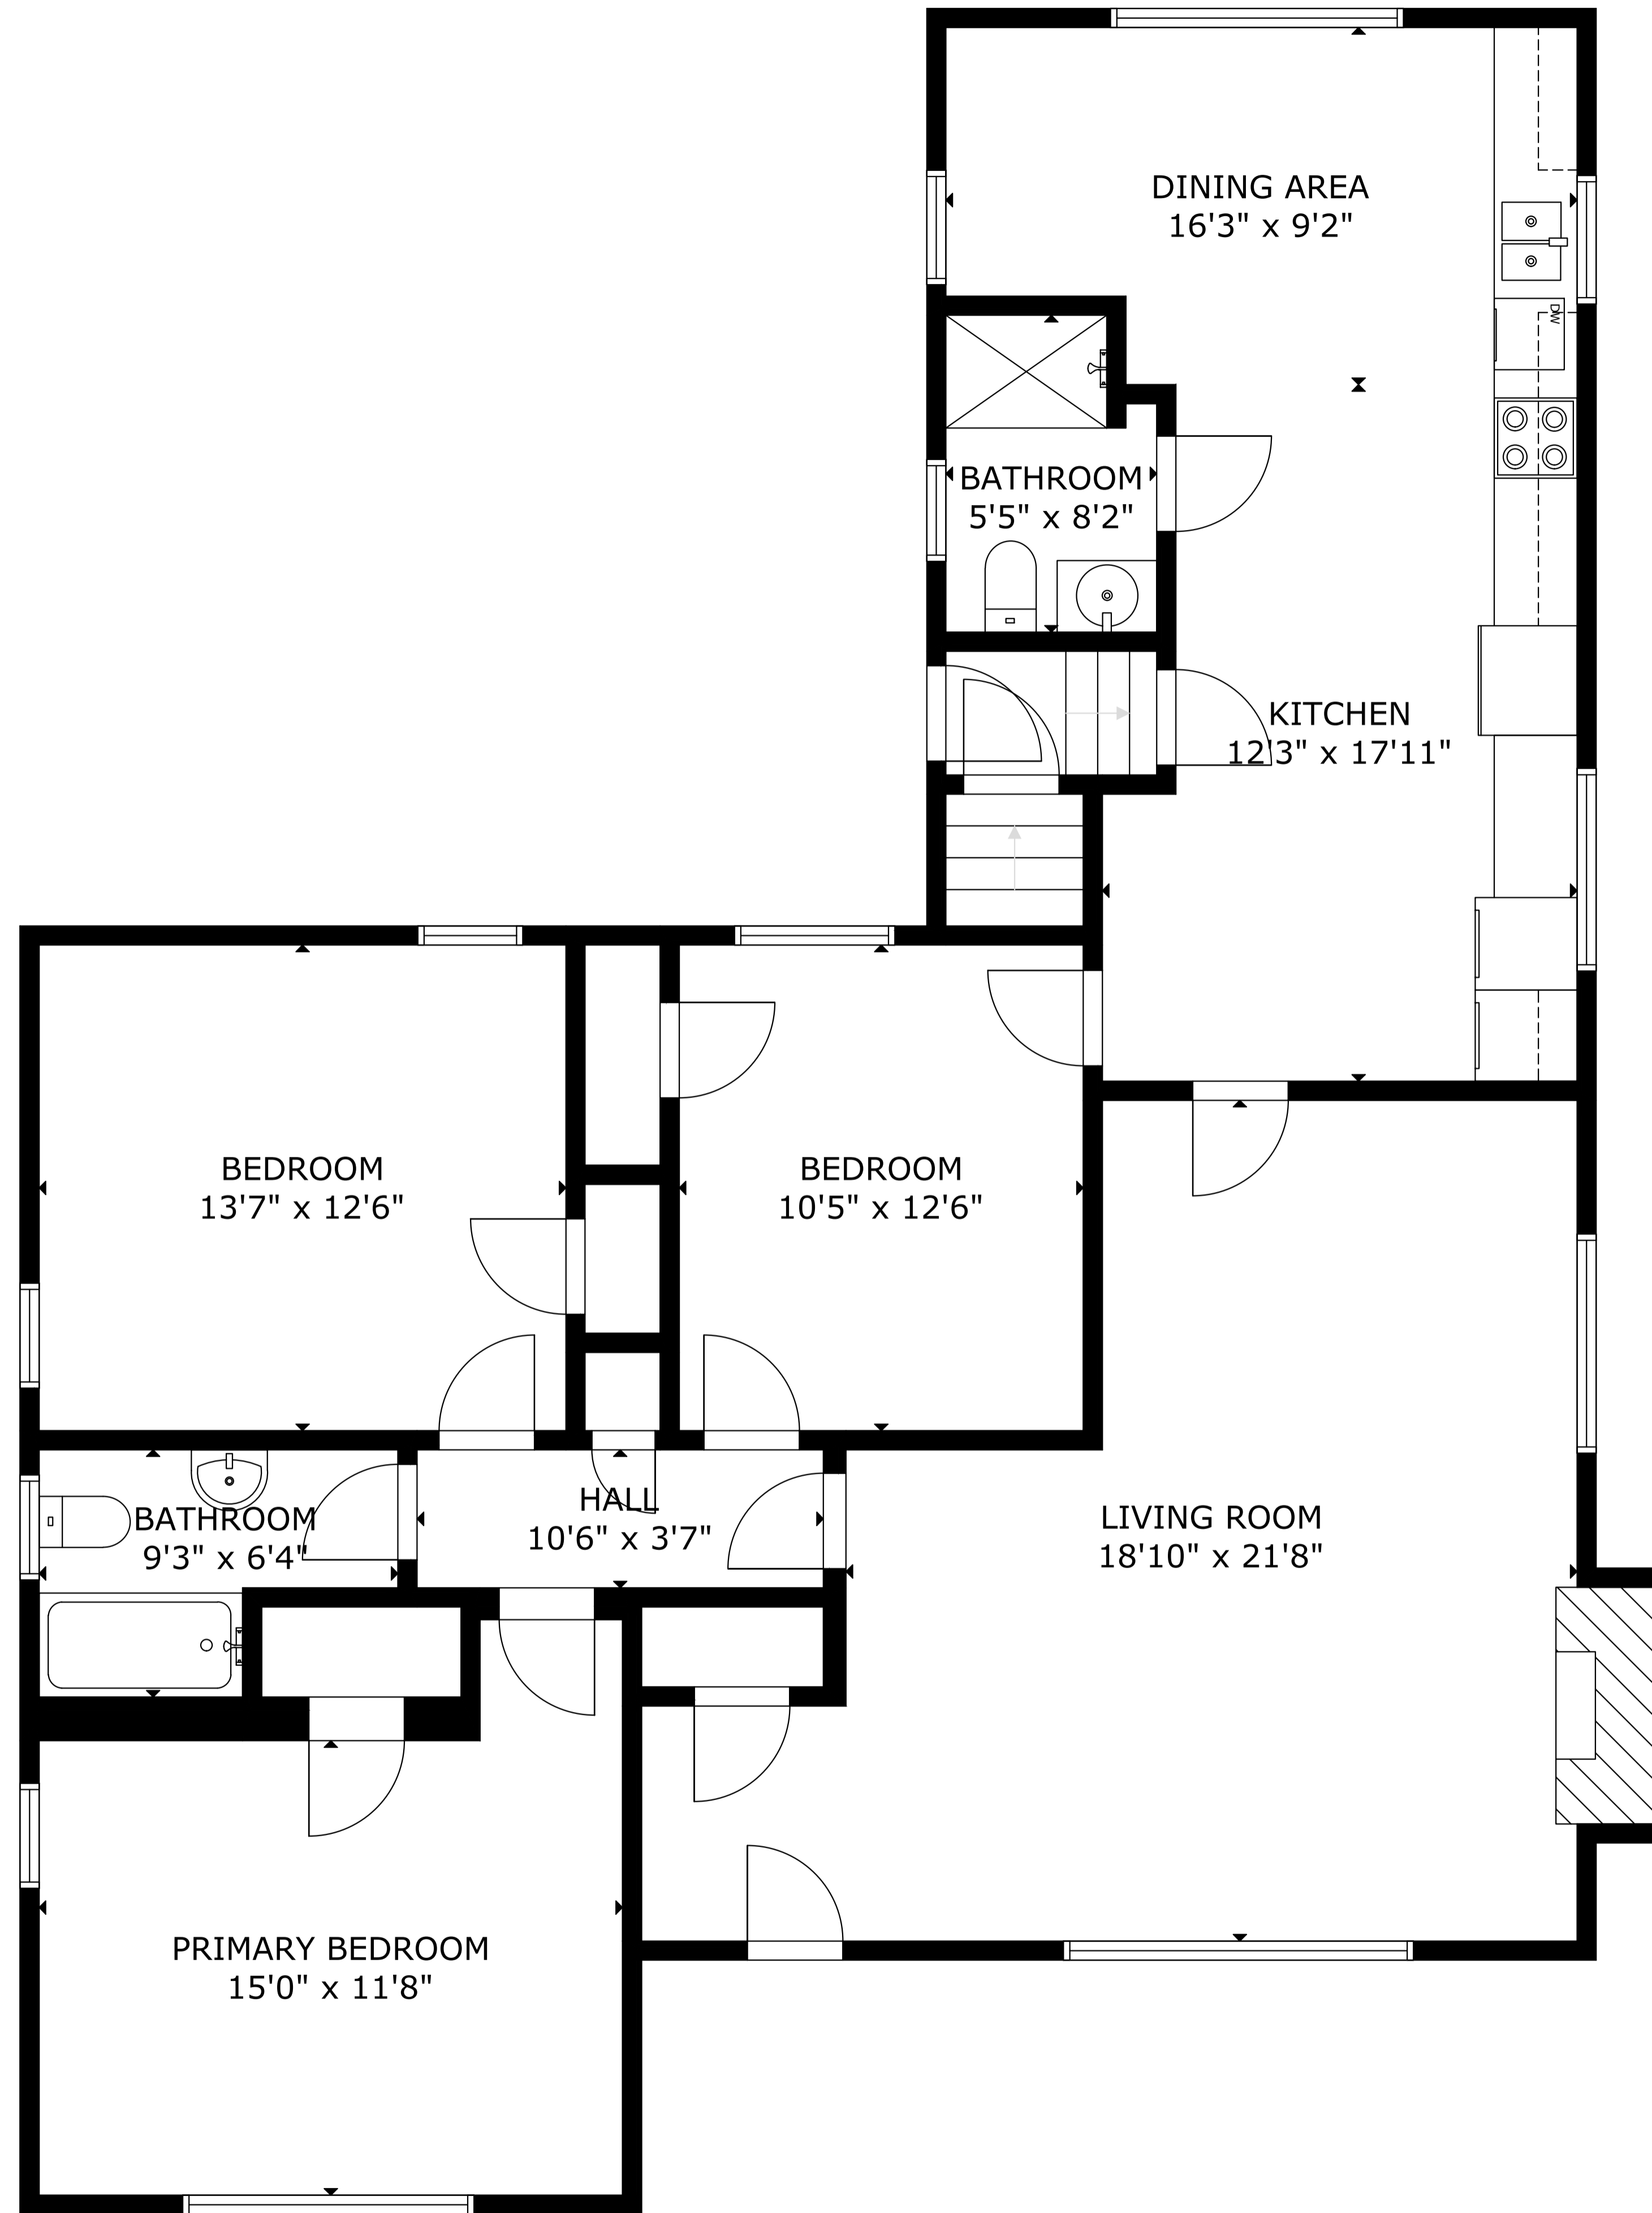 DINING AREA
16'3" x 9'2"
DW
BATHROOM
5'5" x 8'2"
KITCHEN
12'3" x 17'11"
BEDROOM
13'7" x 12'6"
BEDROOM
10'5" x 12'6"
HALL
10'6" x 3'7"
BATHROOM
9'3" x 6'4"
LIVING ROOM
18'10" x 21'8"
PRIMARY BEDROOM
15'0" x 11'8"